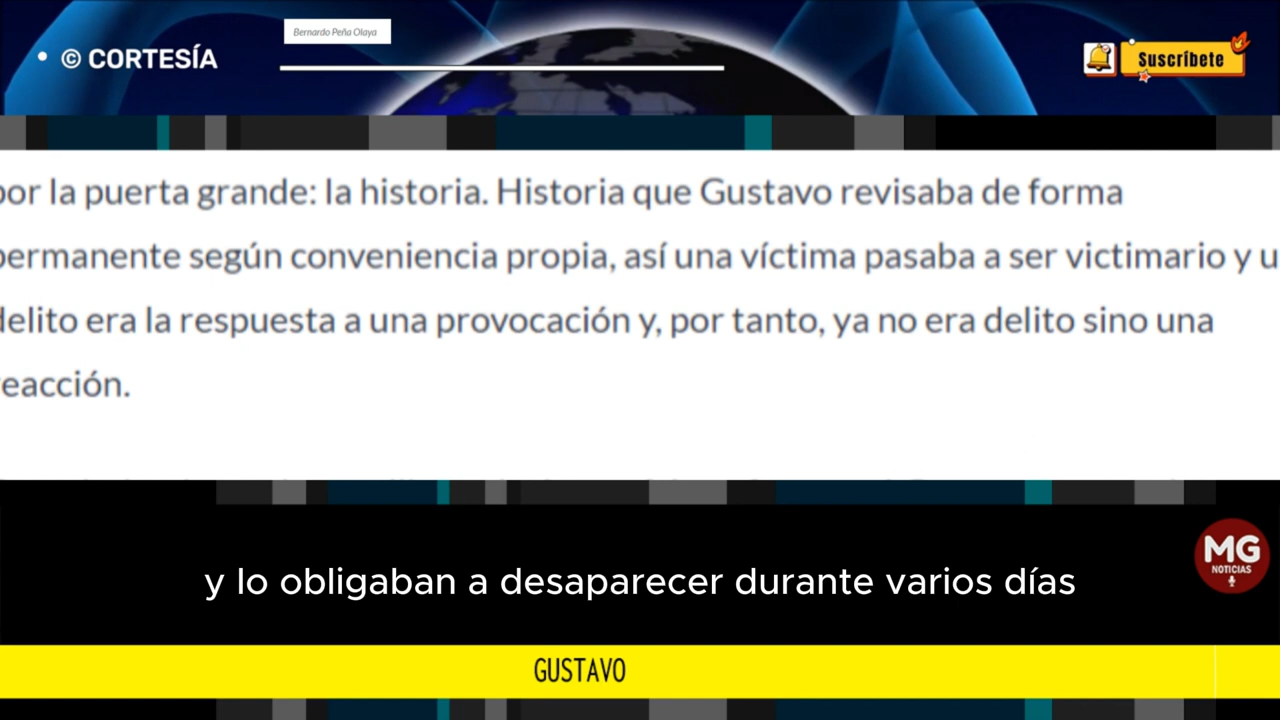 Bernardo Peña Olaya
• © CORTESÍA
Suscríbete
por la puerta grande: la historia. Historia que Gustavo revisaba de forma
permanente según conveniencia propia, así una víctima pasaba a ser victimario y u
delito era la respuesta a una provocación y, por tanto, ya no era delito sino una
reacción.
MG
NOTICIAS
y lo obligaban a desaparecer durante varios días
GUSTAVO